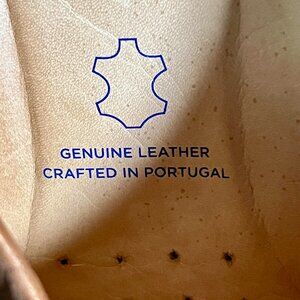 GENUINE LEATHER
CRAFTED IN PORTUGAL